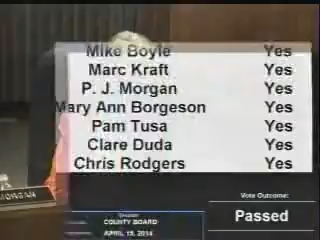 Mike Boyle Yes
Marc Kraft Yes
P. J. Morgan Yes
Mary Ann Borgeson Yes
Pam Tusa Yes
Clare Duda Yes
Chris Rodgers Yes
MORGAN
Vote Outcome:
Passed
COUNTY BOARD
APRIL 15, 2014